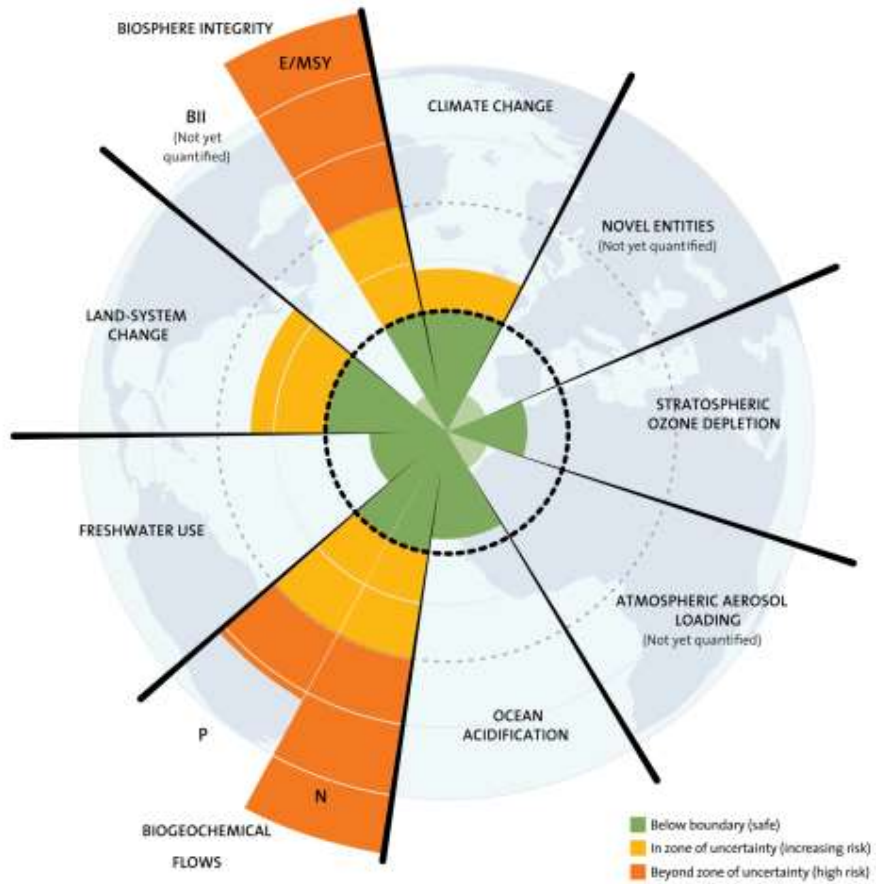 BIOSPHERE INTEGRITY
E/MSY
BII
(Not yet
quantified)
CLIMATE CHANGE
NOVEL ENTITIES
(Not yet quantified)
LAND-SYSTEM
CHANGE
STRATOSPHERIC
OZONE DEPLETION
FRESHWATER USE
ATMOSPHERIC AEROSOL
LOADING
(Not yet quantified)
OCEAN
ACIDIFICATION
P
N
BIOGEOCHEMICAL
FLOWS
Below boundary (safe)
In zone of uncertainty (increasing risk)
Beyond zone of uncertainty (high risk)